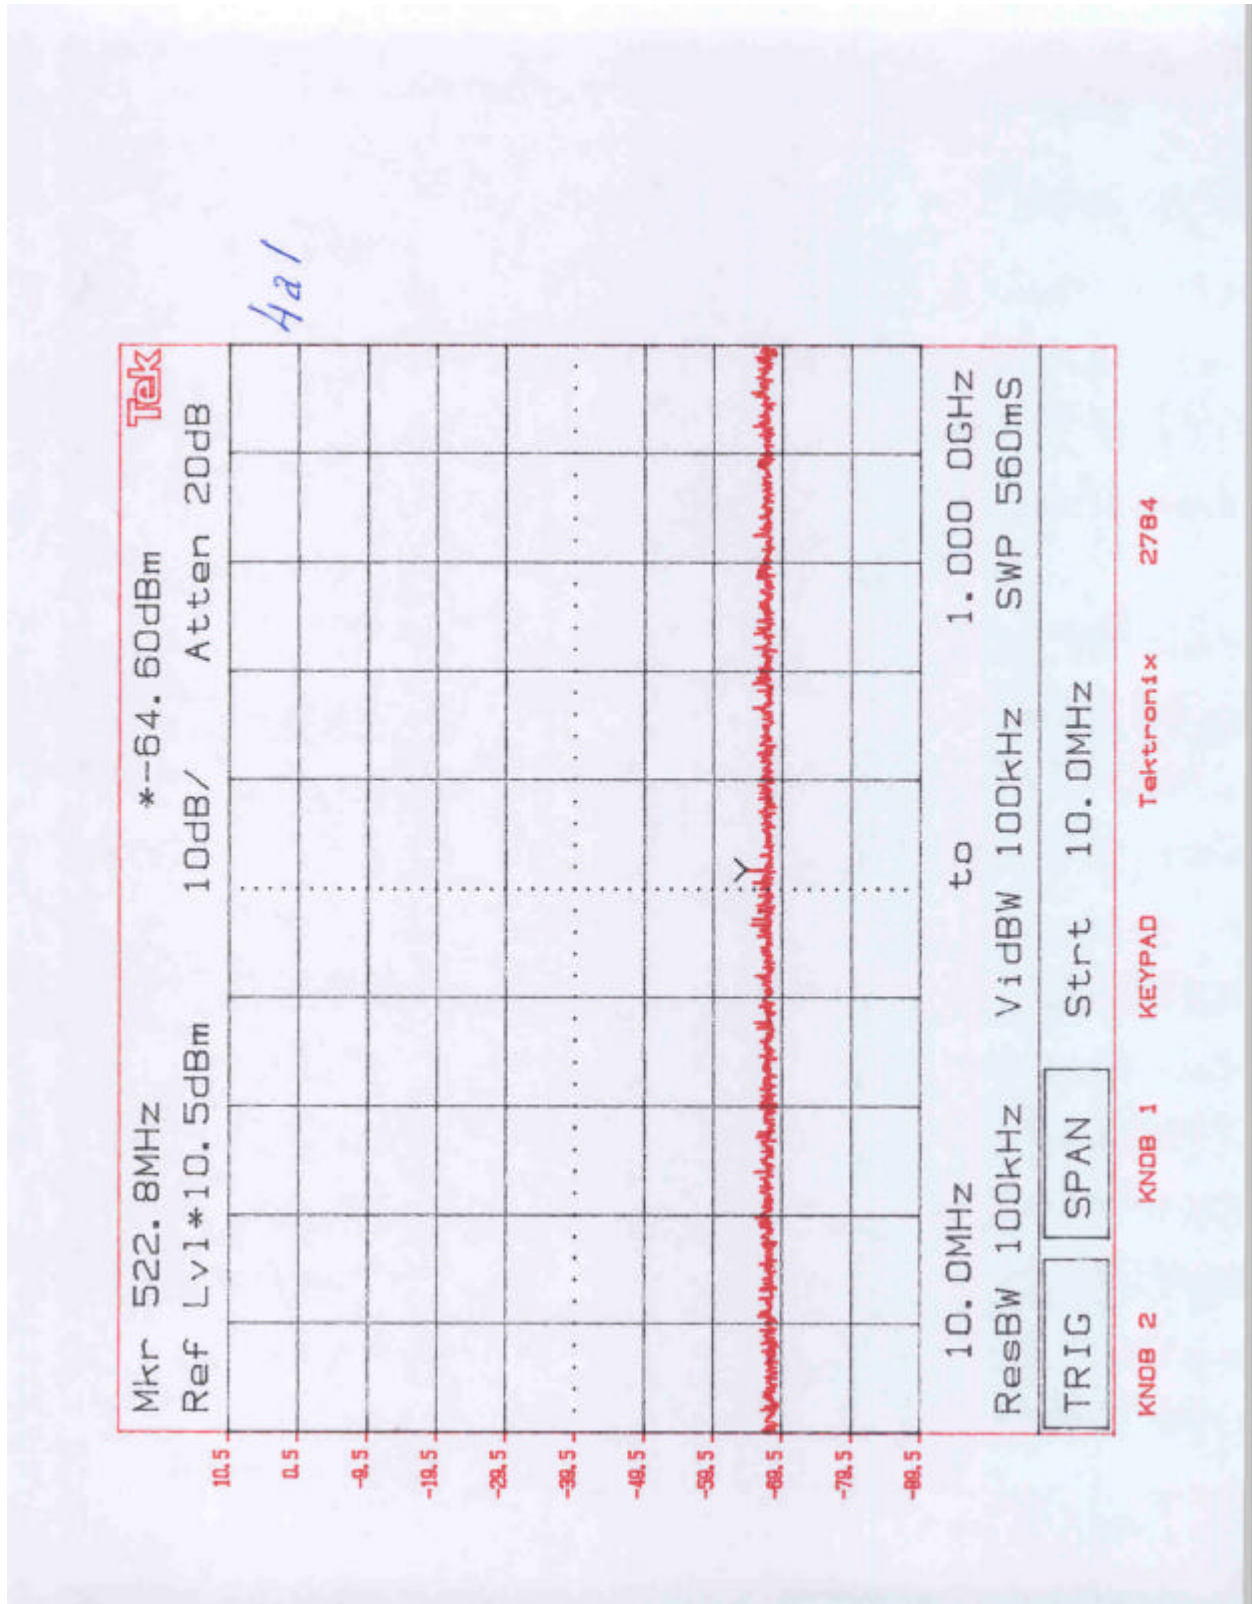 4a1
Mkr 522.8MHz *-64.60dBm Tek
Ref Lvl*10.5dBm 10dB/ Atten 20dB
10.5
0.5
-9.5
-19.5
-29.5
-39.5
-49.5
-59.5
-69.5
-79.5
-89.5
10.0MHz to 1.000 0GHz
ResBW 100kHz VidBW 100kHz SWP 560mS
TRIG SPAN Strt 10.0MHz
KNOB 2 KNOB 1 KEYPAD Tektronix 2784